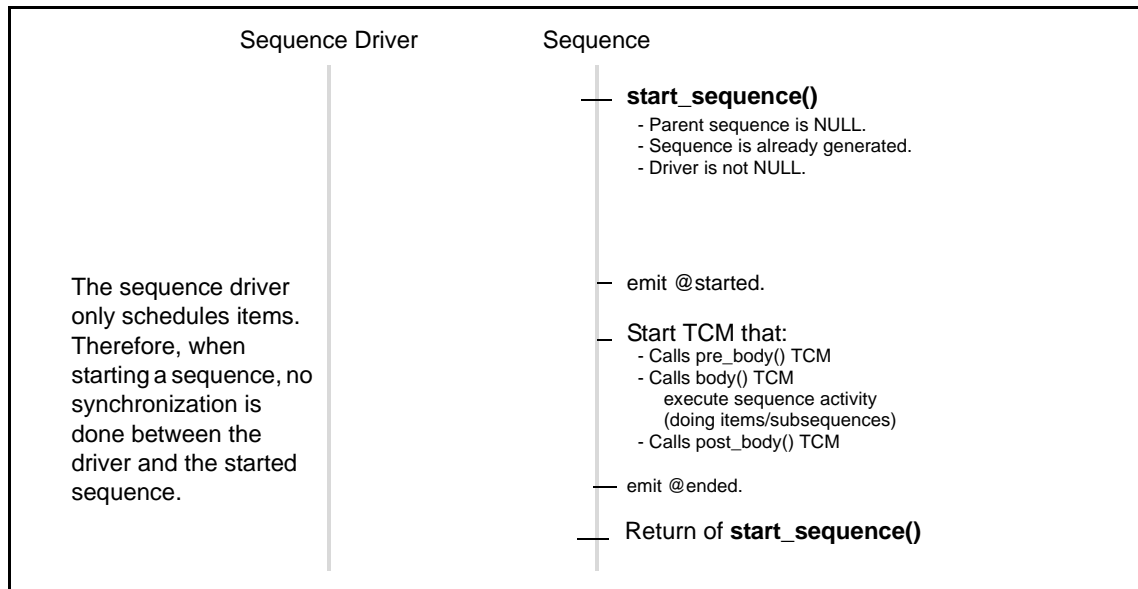 Sequence Driver
Sequence
start_sequence()
- Parent sequence is NULL.
- Sequence is already generated.
- Driver is not NULL.
The sequence driver
only schedules items.
Therefore, when
starting a sequence, no
synchronization is
done between the
driver and the started
sequence.
emit @started.
Start TCM that:
- Calls pre_body() TCM
- Calls body() TCM
execute sequence activity
(doing items/subsequences)
- Calls post_body() TCM
emit @ended.
Return of start_sequence()